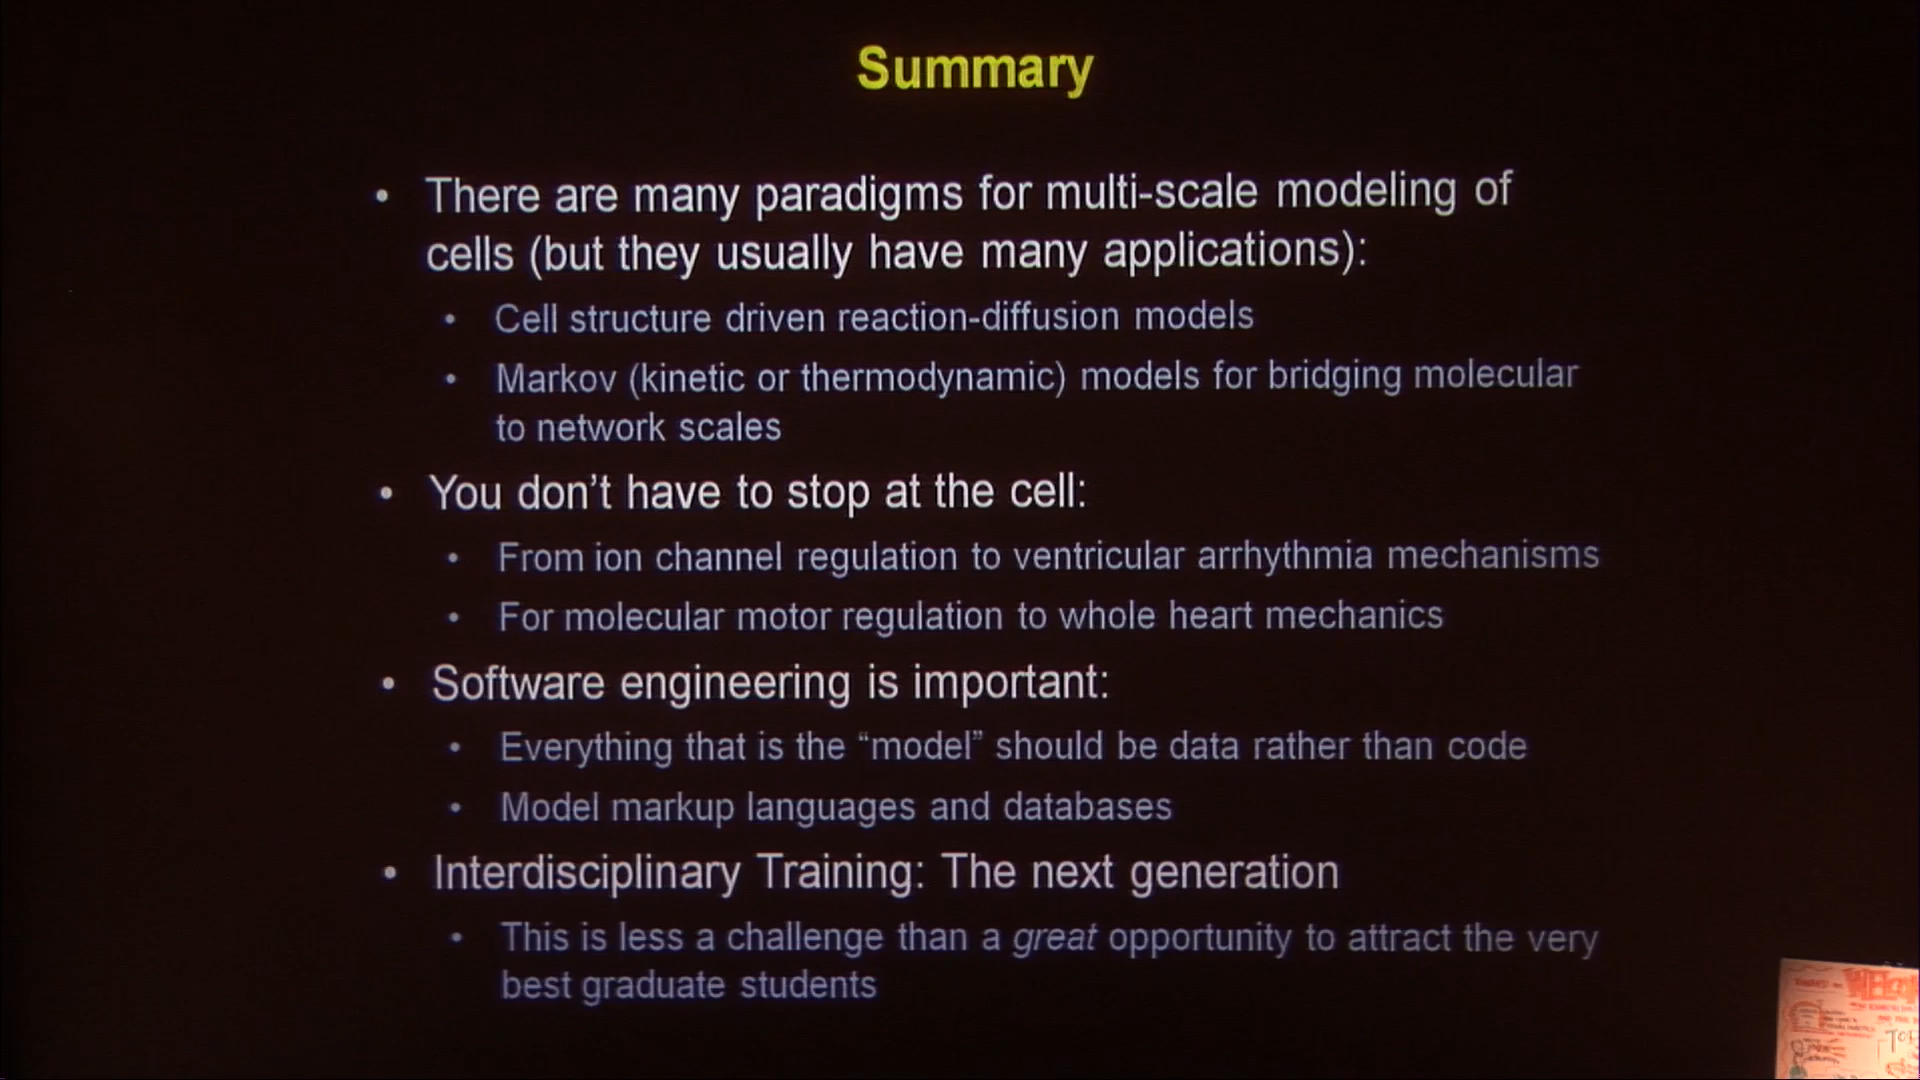 Summary
• There are many paradigms for multi-scale modeling of
cells (but they usually have many applications):
• Cell structure driven reaction-diffusion models
• Markov (kinetic or thermodynamic) models for bridging molecular
to network scales
• You don’t have to stop at the cell:
• From ion channel regulation to ventricular arrhythmia mechanisms
• For molecular motor regulation to whole heart mechanics
• Software engineering is important:
• Everything that is the “model” should be data rather than code
• Model markup languages and databases
• Interdisciplinary Training: The next generation
• This is less a challenge than a great opportunity to attract the very
best graduate students